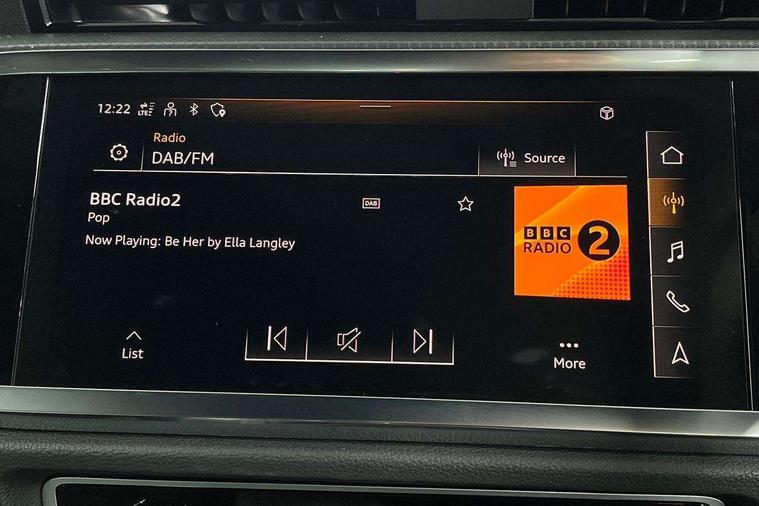 12:22 LTE
Radio
DAB/FM
Source
BBC Radio2
DAB
Pop
Now Playing: Be Her by Ella Langley
BBC
RADIO 2
List
More